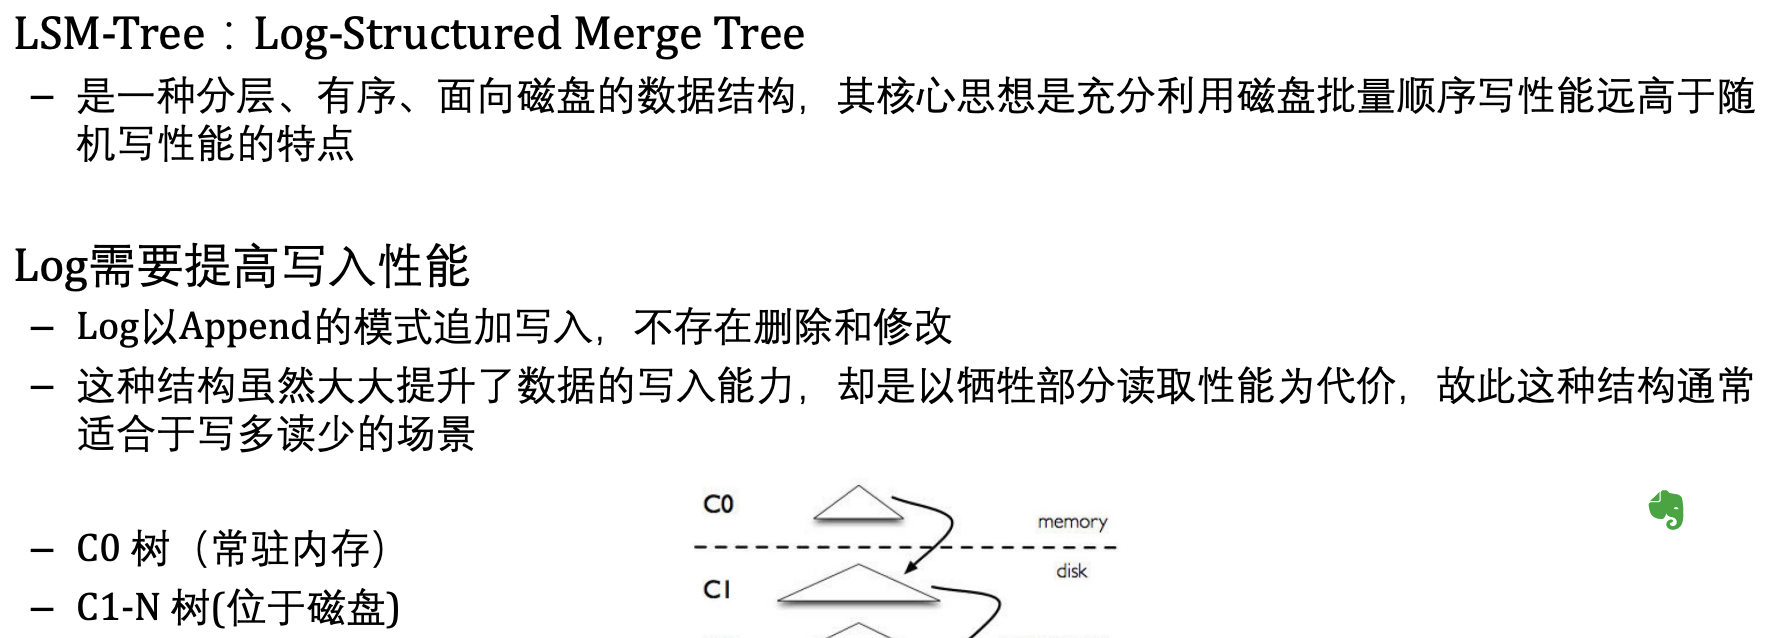 LSM-Tree：Log-Structured Merge Tree
– 是一种分层、有序、面向磁盘的数据结构，其核心思想是充分利用磁盘批量顺序写性能远高于随
机写性能的特点
Log需要提高写入性能
– Log以Append的模式追加写入，不存在删除和修改
– 这种结构虽然大大提升了数据的写入能力，却是以牺牲部分读取性能为代价，故此这种结构通常
适合于写多读少的场景
– C0 树（常驻内存）
– C1-N 树(位于磁盘)
C0
memory
disk
C1